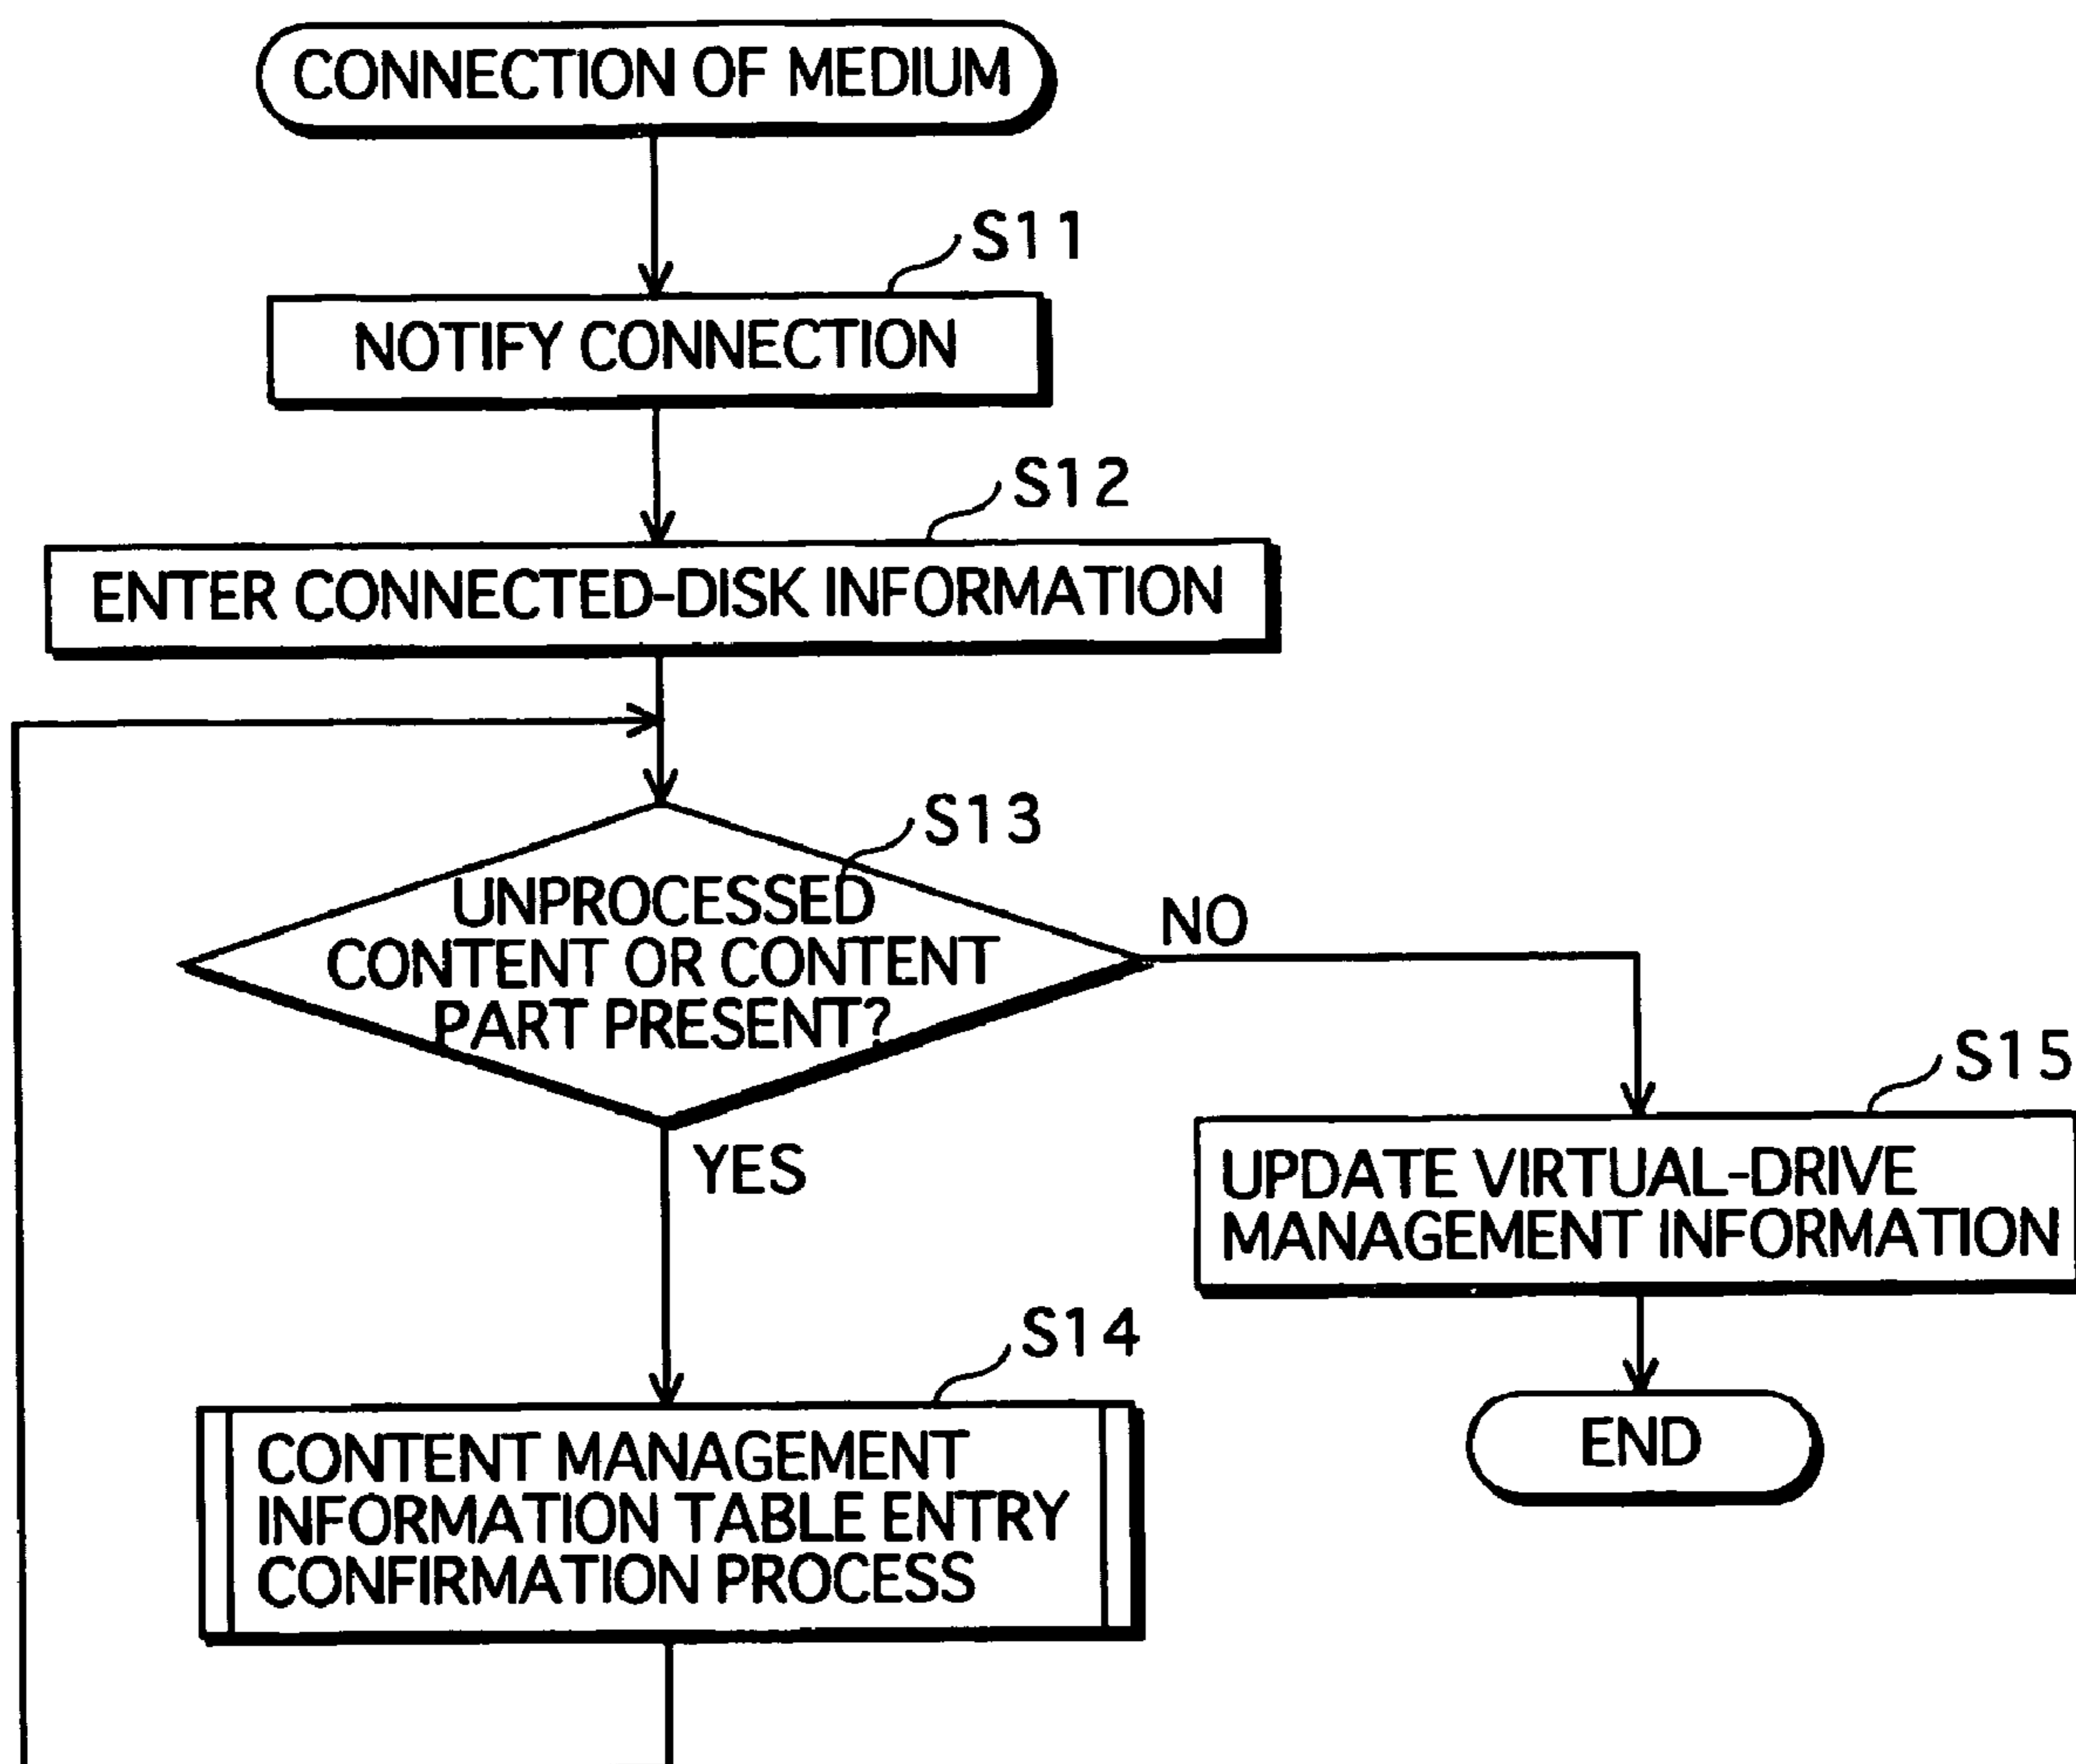 CONNECTION OF MEDIUM
S11
NOTIFY CONNECTION
S12
ENTER CONNECTED-DISK INFORMATION
S13
UNPROCESSED
CONTENT OR CONTENT
PART PRESENT?
NO
YES
S15
UPDATE VIRTUAL-DRIVE
MANAGEMENT INFORMATION
S14
CONTENT MANAGEMENT
INFORMATION TABLE ENTRY
CONFIRMATION PROCESS
END